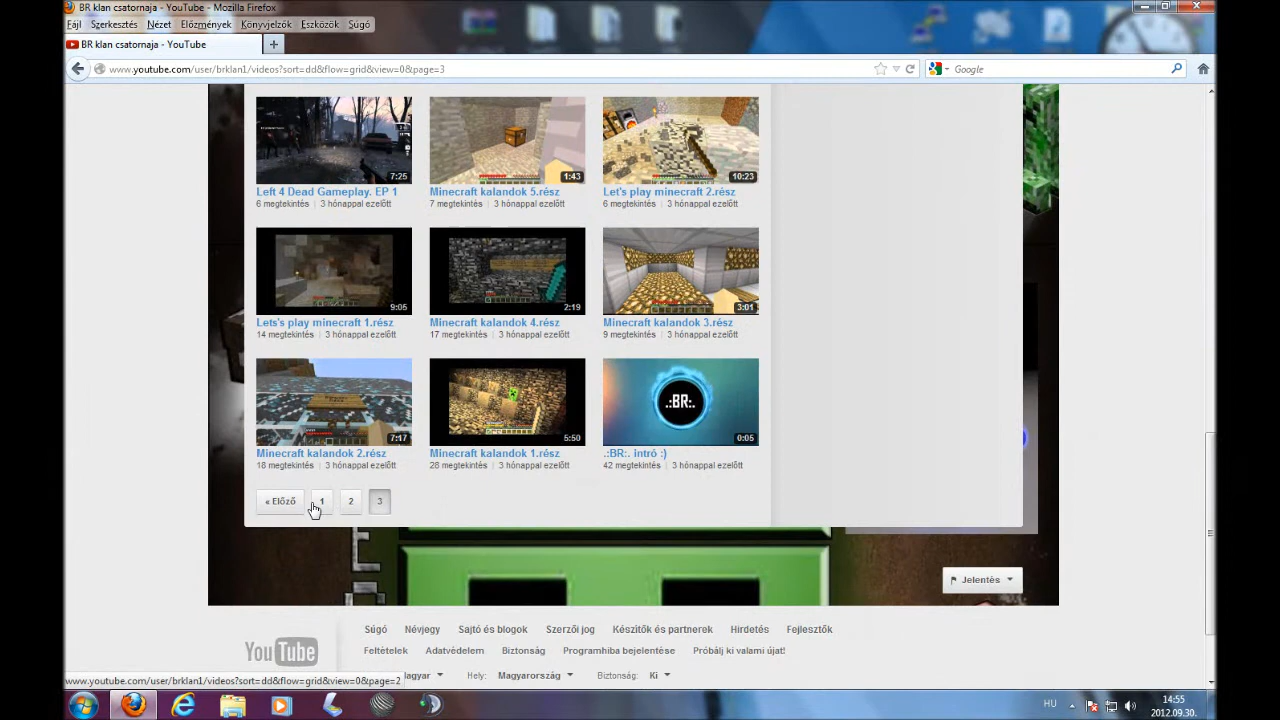 BR klan csatornaja - YouTube - Mozilla Firefox
Fájl Szerkesztés Nézet Előzmények Könyvjelzők Eszközök Súgó
BR klan csatornaja - YouTube
www.youtube.com/user/brklan1/videos?sort=dd&flow=grid&view=0&page=3
Google
7:25 1:43 10:23
Left 4 Dead Gameplay. EP 1 Minecraft kalandok 5.rész Let's play minecraft 2.rész
6 megtekintés | 3 hónappal ezelőtt 7 megtekintés | 3 hónappal ezelőtt 6 megtekintés | 3 hónappal ezelőtt
9:05 2:19 3:01
Lets's play minecraft 1.rész Minecraft kalandok 4.rész Minecraft kalandok 3.rész
14 megtekintés | 3 hónappal ezelőtt 17 megtekintés | 3 hónappal ezelőtt 9 megtekintés | 3 hónappal ezelőtt
.:BR:.
7:17 5:50 0:05
Minecraft kalandok 2.rész Minecraft kalandok 1.rész .:BR:. intró :)
18 megtekintés | 3 hónappal ezelőtt 28 megtekintés | 3 hónappal ezelőtt 42 megtekintés | 3 hónappal ezelőtt
« Előző 1 2 3
Jelentés
YouTube
Súgó Névjegy Sajtó és blogok Szerzői jog Készítők és partnerek Hirdetés Fejlesztők
Feltételek Adatvédelem Biztonság Programhiba bejelentése Próbálj ki valami újat!
www.youtube.com/user/brklan1/videos?sort=dd&flow=grid&view=0&page=2
agyar Hely: Magyarország Biztonság: Ki
HU 14:55
2012.09.30.